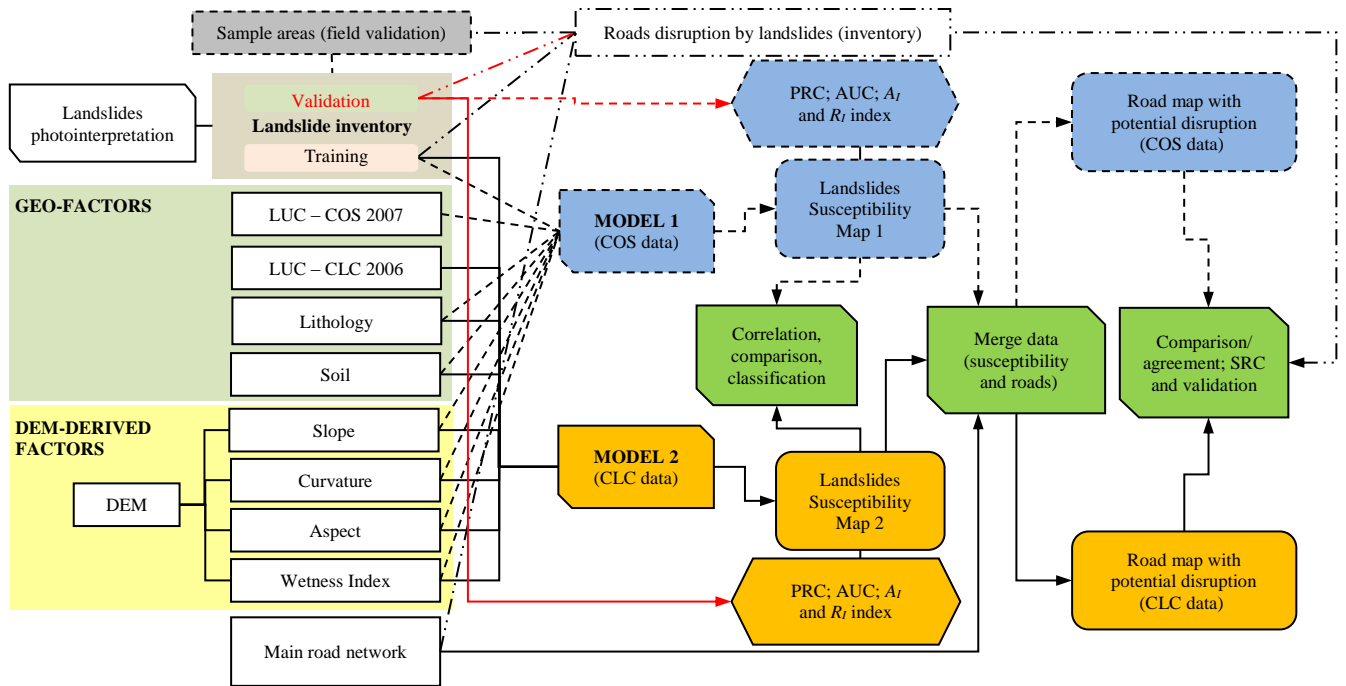 Sample areas (field validation)
Roads disruption by landslides (inventory)
Landslides
photointerpretation
Validation
Landslide inventory
Training
PRC; AUC; AI
and RI index
Road map with
potential disruption
(COS data)
GEO-FACTORS
LUC – COS 2007
LUC – CLC 2006
Lithology
Soil
MODEL 1
(COS data)
Landslides
Susceptibility
Map 1
Correlation,
comparison,
classification
Merge data
(susceptibility
and roads)
Comparison/
agreement; SRC
and validation
DEM-DERIVED
FACTORS
DEM
Slope
Curvature
Aspect
Wetness Index
MODEL 2
(CLC data)
Landslides
Susceptibility
Map 2
PRC; AUC; AI
and RI index
Road map with
potential disruption
(CLC data)
Main road network